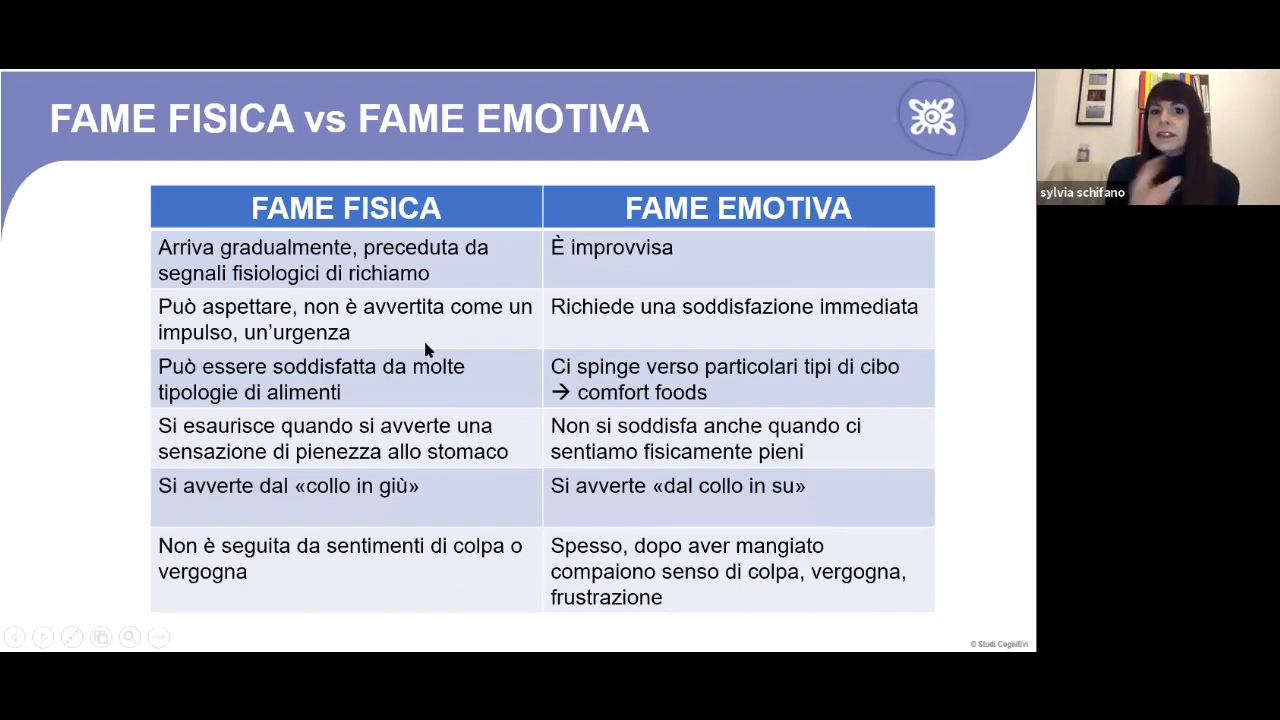 FAME FISICA vs FAME EMOTIVA
sylvia schifano
FAME FISICA
FAME EMOTIVA
Arriva gradualmente, preceduta da
segnali fisiologici di richiamo
È improvvisa
Può aspettare, non è avvertita come un
impulso, un’urgenza
Richiede una soddisfazione immediata
Può essere soddisfatta da molte
tipologie di alimenti
Ci spinge verso particolari tipi di cibo
→ comfort foods
Si esaurisce quando si avverte una
sensazione di pienezza allo stomaco
Non si soddisfa anche quando ci
sentiamo fisicamente pieni
Si avverte dal «collo in giù»
Si avverte «dal collo in su»
Non è seguita da sentimenti di colpa o
vergogna
Spesso, dopo aver mangiato
compaiono senso di colpa, vergogna,
frustrazione
© Studi Cognitivi